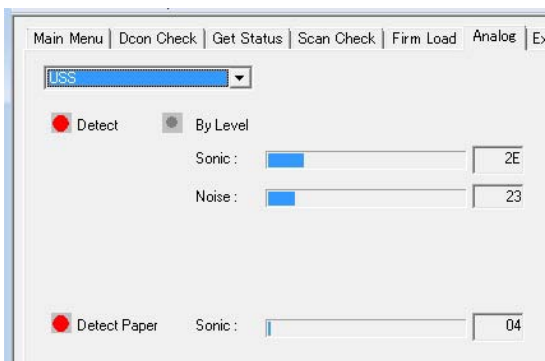 Main Menu Dcon Check Get Status Scan Check Firm Load Analog Ex
USS
Detect By Level
Sonic : 2E
Noise : 23
Detect Paper Sonic : 04